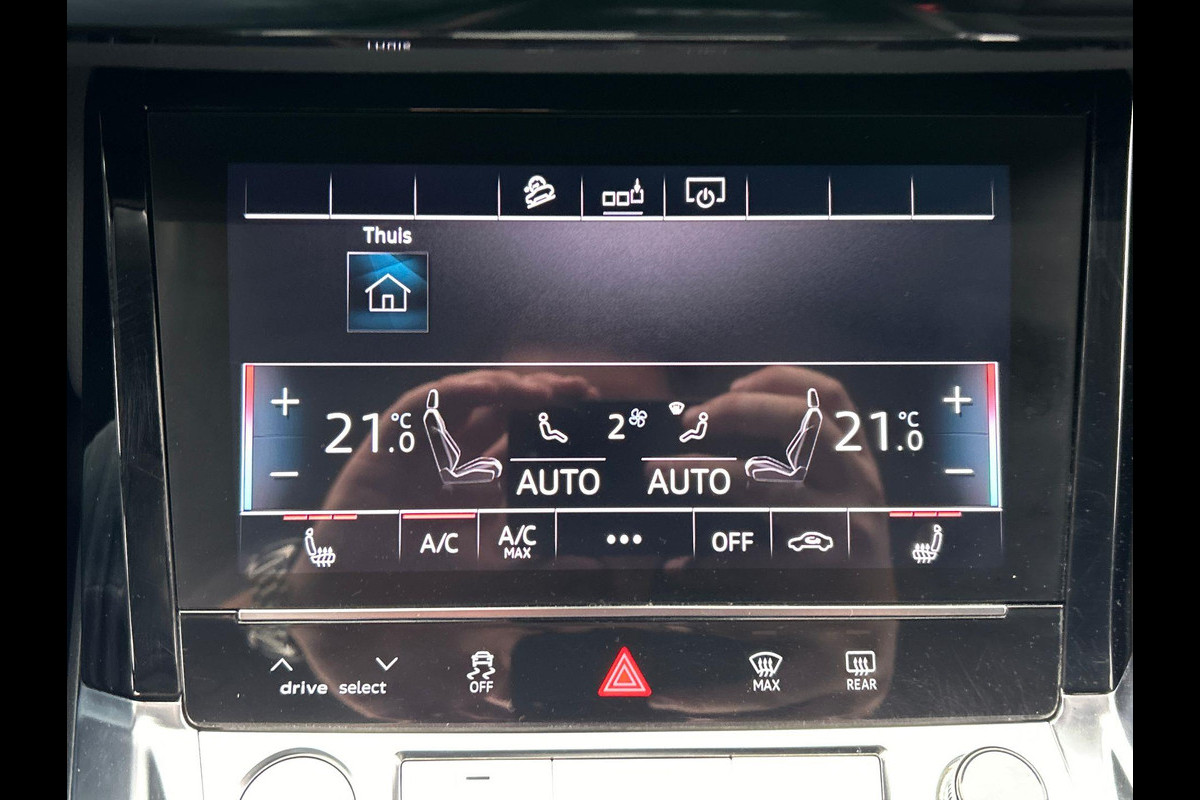 Thuis
21.0 °C
2
21.0 °C
AUTO
AUTO
A/C
A/C MAX
OFF
drive select
OFF
MAX
REAR